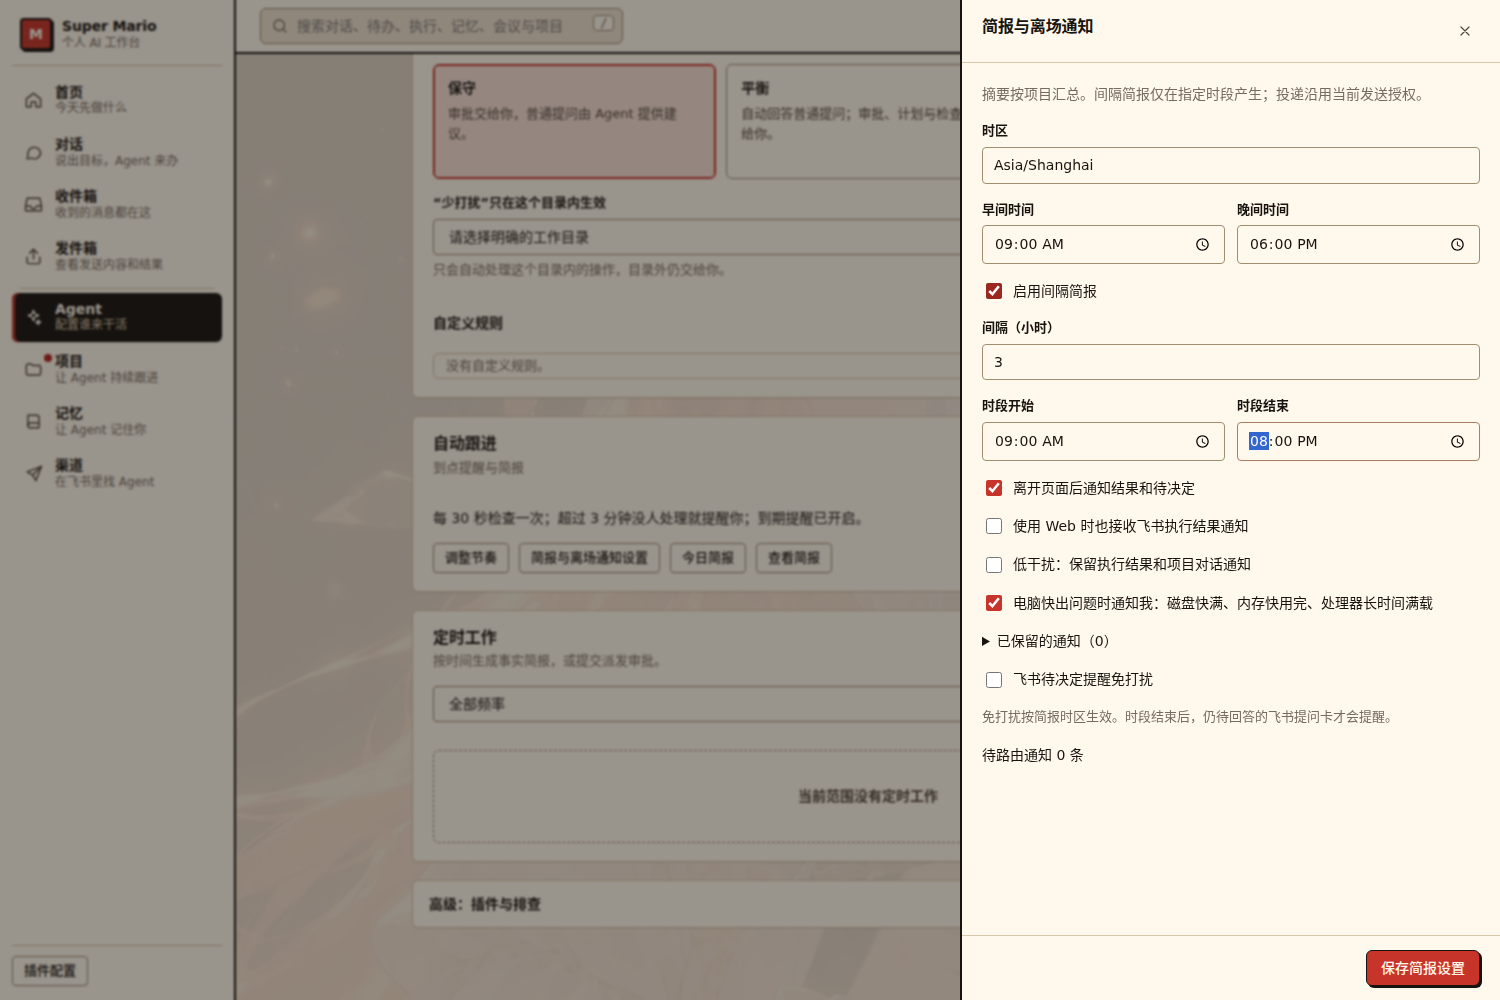 M
Super Mario
个人 AI 工作台
首页
今天先做什么
对话
说出目标，Agent 来办
收件箱
收到的消息都在这
发件箱
查看发送内容和结果
Agent
配置谁来干活
项目
让 Agent 持续跟进
记忆
让 Agent 记住你
渠道
在飞书里找 Agent
插件配置
搜索对话、待办、执行、记忆、会议与项目
/
保守
审批交给你，普通提问由 Agent 提供建
议。
平衡
自动回答普通提问；审批、计划与检查
给你。
“少打扰”只在这个目录内生效
请选择明确的工作目录
只会自动处理这个目录内的操作，目录外仍交给你。
自定义规则
没有自定义规则。
自动跟进
到点提醒与简报
每 30 秒检查一次；超过 3 分钟没人处理就提醒你；到期提醒已开启。
调整节奏
简报与离场通知设置
今日简报
查看简报
定时工作
按时间生成事实简报，或提交派发审批。
全部频率
当前范围没有定时工作
高级：插件与排查
简报与离场通知
×
摘要按项目汇总。间隔简报仅在指定时段产生；投递沿用当前发送授权。
时区
Asia/Shanghai
早间时间
晚间时间
09:00 AM
06:00 PM
启用间隔简报
间隔（小时）
3
时段开始
时段结束
09:00 AM
08:00 PM
离开页面后通知结果和待决定
使用 Web 时也接收飞书执行结果通知
低干扰：保留执行结果和项目对话通知
电脑快出问题时通知我：磁盘快满、内存快用完、处理器长时间满载
已保留的通知（0）
飞书待决定提醒免打扰
免打扰按简报时区生效。时段结束后，仍待回答的飞书提问卡才会提醒。
待路由通知 0 条
保存简报设置